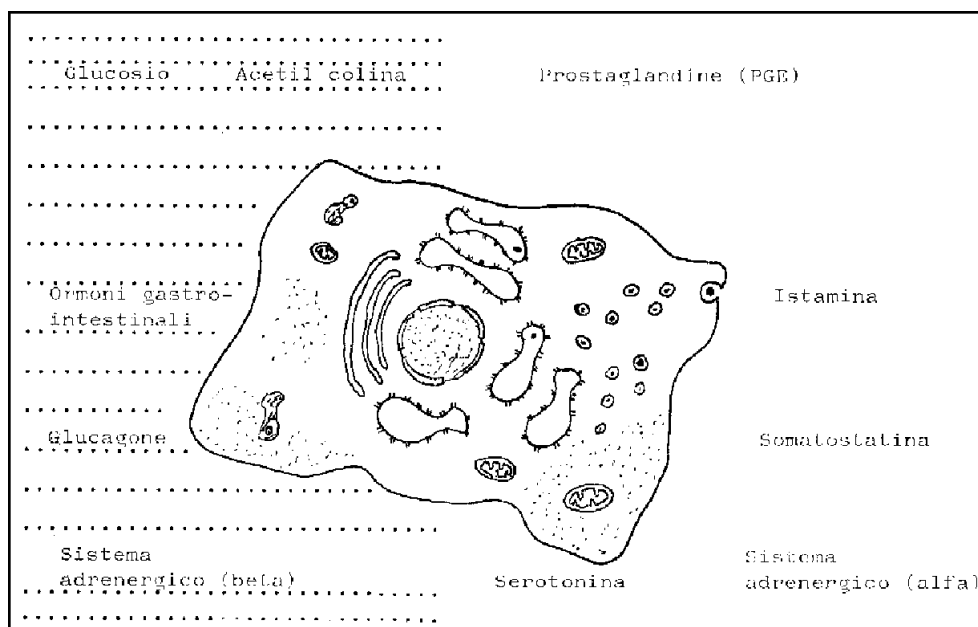 Glucosio Acetil colina Prostaglandine (PGE)
Ormoni gastro-
intestinali
Istamina
Glucagone
Somatostatina
Sistema
adrenergico (beta)
Serotonina
Sistema
adrenergico (alfa)